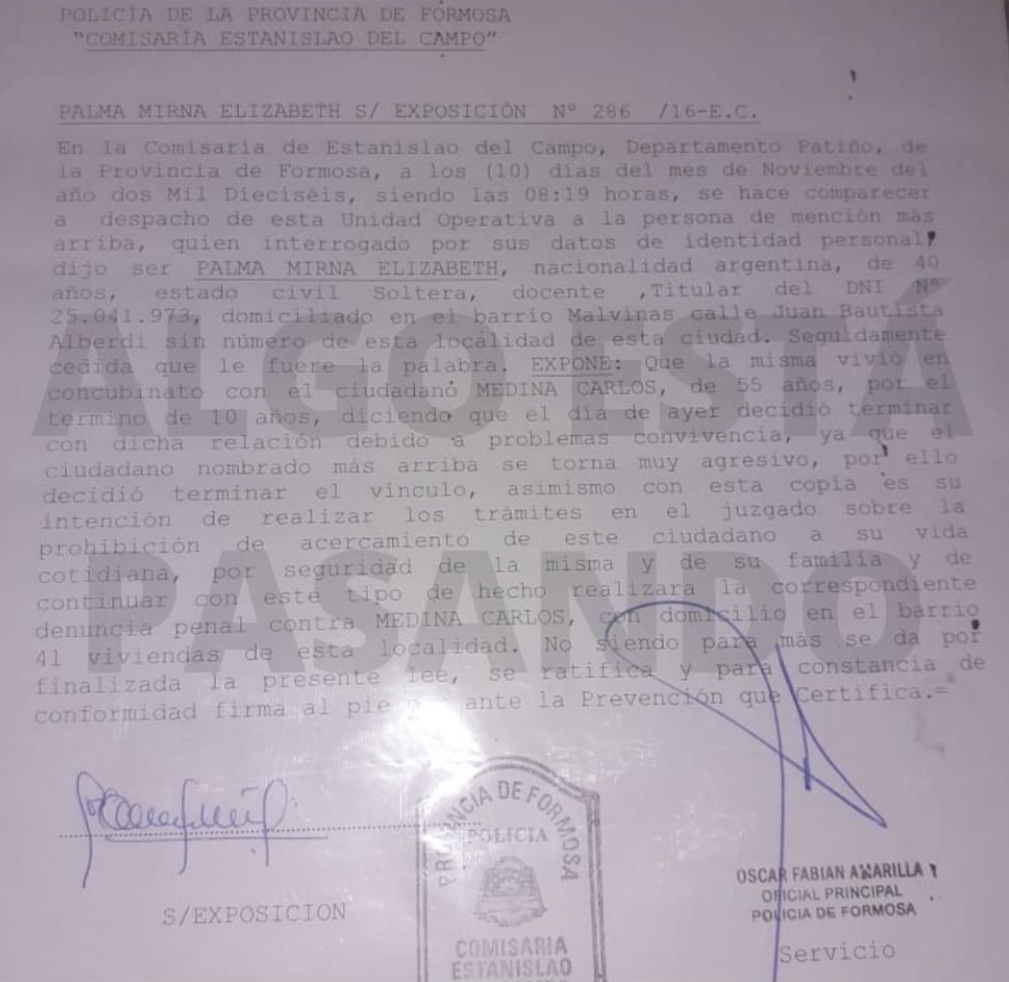 POLICÍA DE LA PROVINCIA DE FORMOSA
"COMISARÍA ESTANISLAO DEL CAMPO"
PALMA MIRNA ELIZABETH S/ EXPOSICIÓN Nº 286 /16-E.C.
En la Comisaria de Estanislao del Campo, Departamento Patiño, de
la Provincia de Formosa, a los (10) días del mes de Noviembre del
año dos Mil Dieciséis, siendo las 08:19 horas, se hace comparecer
a despacho de esta Unidad Operativa a la persona de mención más
arriba, quien interrogado por sus datos de identidad personal,
dijo ser PALMA MIRNA ELIZABETH, nacionalidad argentina, de 40
años, estado civil Soltera, docente ,Titular del DNI Nº
25.041.973, domiciliado en el barrio Malvinas calle Juan Bautista
Alberdi sin número de esta localidad de esta ciudad. Seguidamente
cedida que le fuere la palabra. EXPONE: Que la misma vivió en
concubinato con el ciudadano MEDINA CARLOS, de 55 años, por el
termino de 10 años, diciendo que el día de ayer decidió terminar
con dicha relación debido a problemas convivencia, ya que el
ciudadano nombrado más arriba se torna muy agresivo, por ello
decidió terminar el vinculo, asimismo con esta copia es su
intención de realizar los trámites en el juzgado sobre la
prohibición de acercamiento de este ciudadano a su vida
cotidiana, por seguridad de la misma y de su familia y de
continuar con este tipo de hecho realizara la correspondiente
denuncia penal contra MEDINA CARLOS, con domicilio en el barrio
41 viviendas de esta localidad. No siendo para más se da por
finalizada la presente lee, se ratifica y para constancia de
conformidad firma al pie ante la Prevención que Certifica.=
ALGO ESTÁ
PASANDO
S/EXPOSICION
PROVINCIA DE FORMOSA
POLICIA
COMISARIA
ESTANISLAO
OSCAR FABIAN AMARILLA
OFICIAL PRINCIPAL
POLICIA DE FORMOSA
Servicio